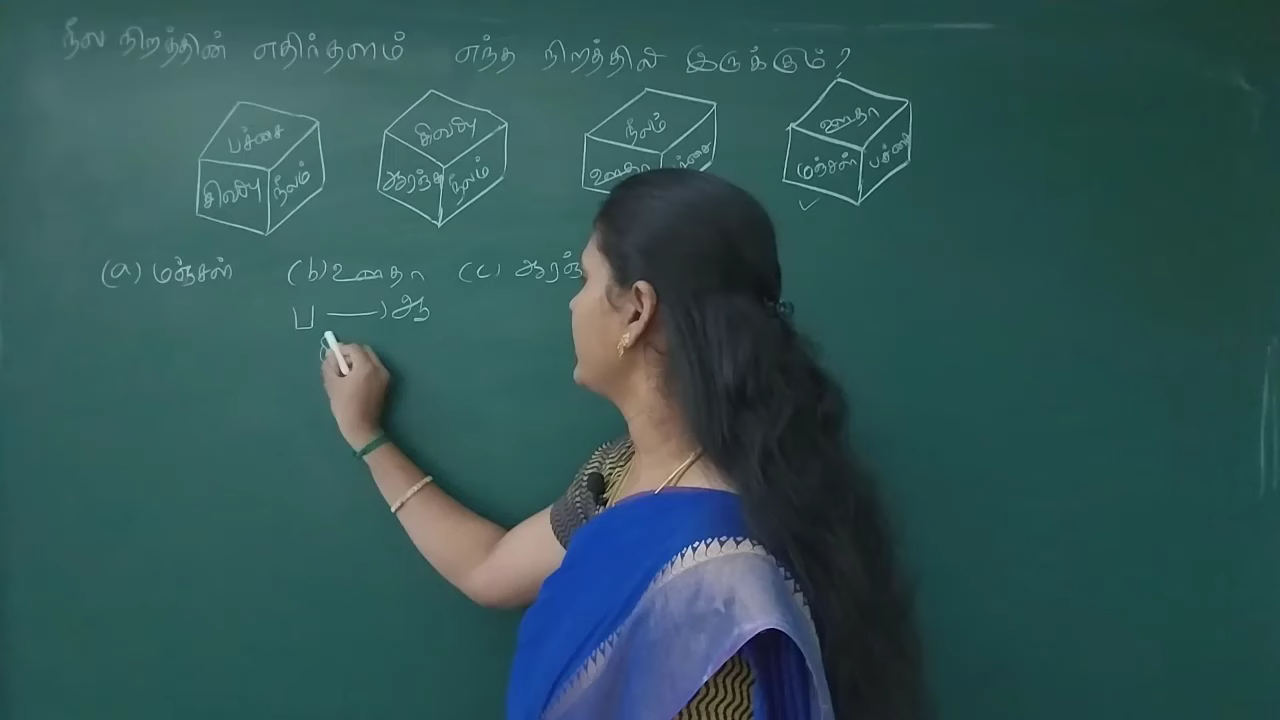 நீல நிறத்தின் எதிர்தளம் எந்த நிறத்தில் இருக்கும்?
பச்சை
சிவப்பு நீலம்
சிவப்பு
ஆரஞ்சு நீலம்
நீலம்
ஊதா
ஊதா
மஞ்சள் பச்சை
(a) மஞ்சள் (b) ஊதா (c)
ப → ஆ